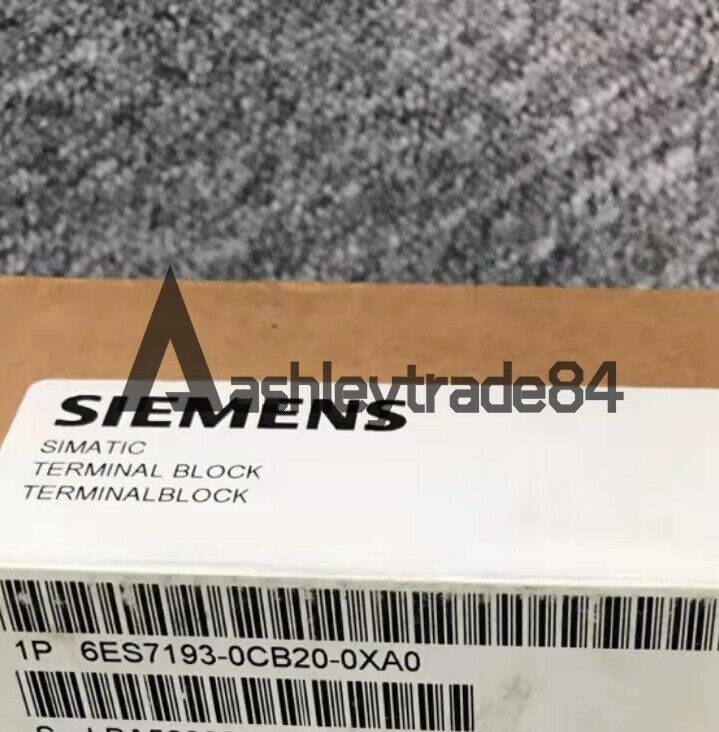 ashleytrade84
SIEMENS
SIMATIC
TERMINAL BLOCK
TERMINALBLOCK
1P 6ES7193-0CB20-0XA0